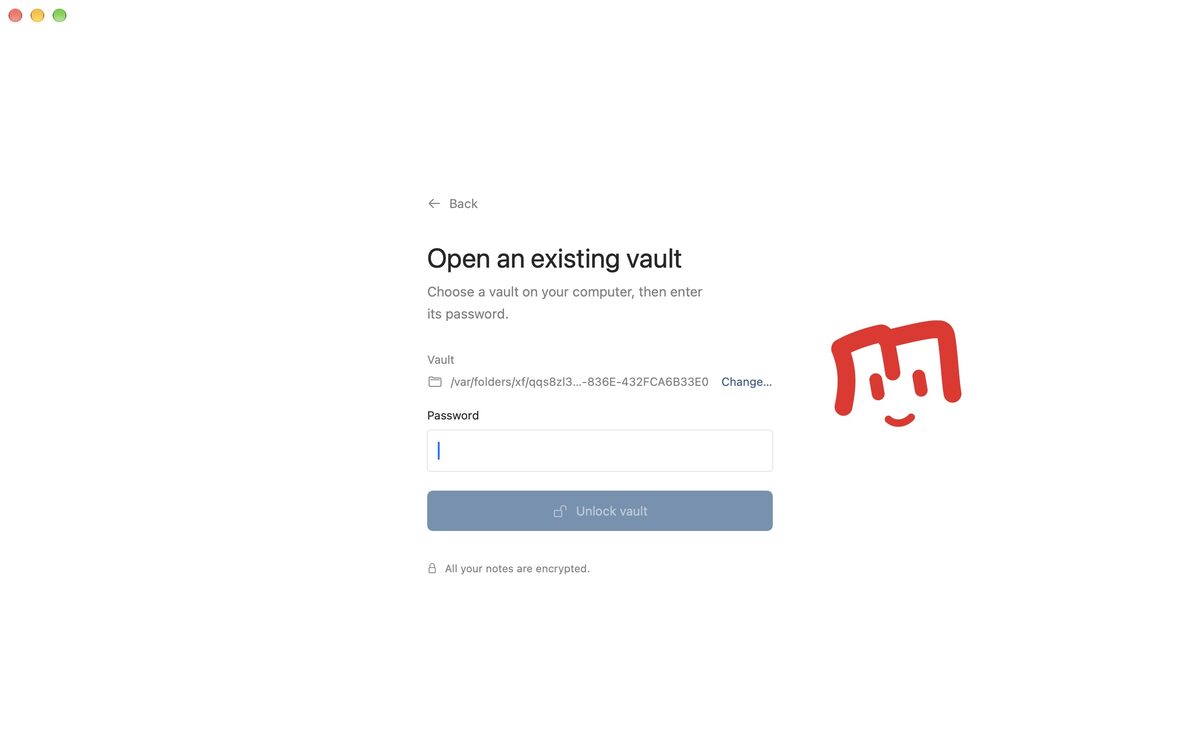 Back
Open an existing vault
Choose a vault on your computer, then enter
its password.
Vault
/var/folders/xf/qqs8zl3...-836E-432FCA6B33E0 Change...
Password
Unlock vault
All your notes are encrypted.